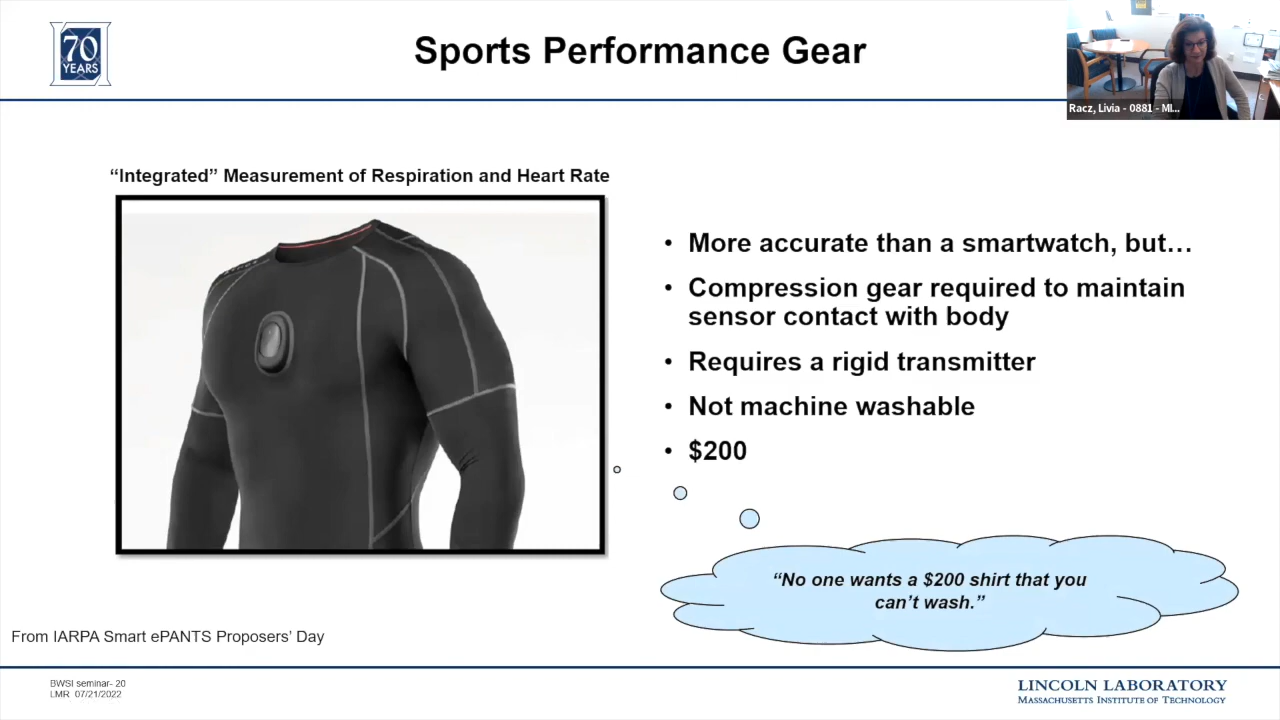 70
YEARS
Sports Performance Gear
Racz, Livia - 0881 - MI...
“Integrated” Measurement of Respiration and Heart Rate
• More accurate than a smartwatch, but…
• Compression gear required to maintain
sensor contact with body
• Requires a rigid transmitter
• Not machine washable
• $200
“No one wants a $200 shirt that you
can’t wash.”
From IARPA Smart ePANTS Proposers’ Day
BWSI seminar- 20
LMR 07/21/2022
LINCOLN LABORATORY
MASSACHUSETTS INSTITUTE OF TECHNOLOGY